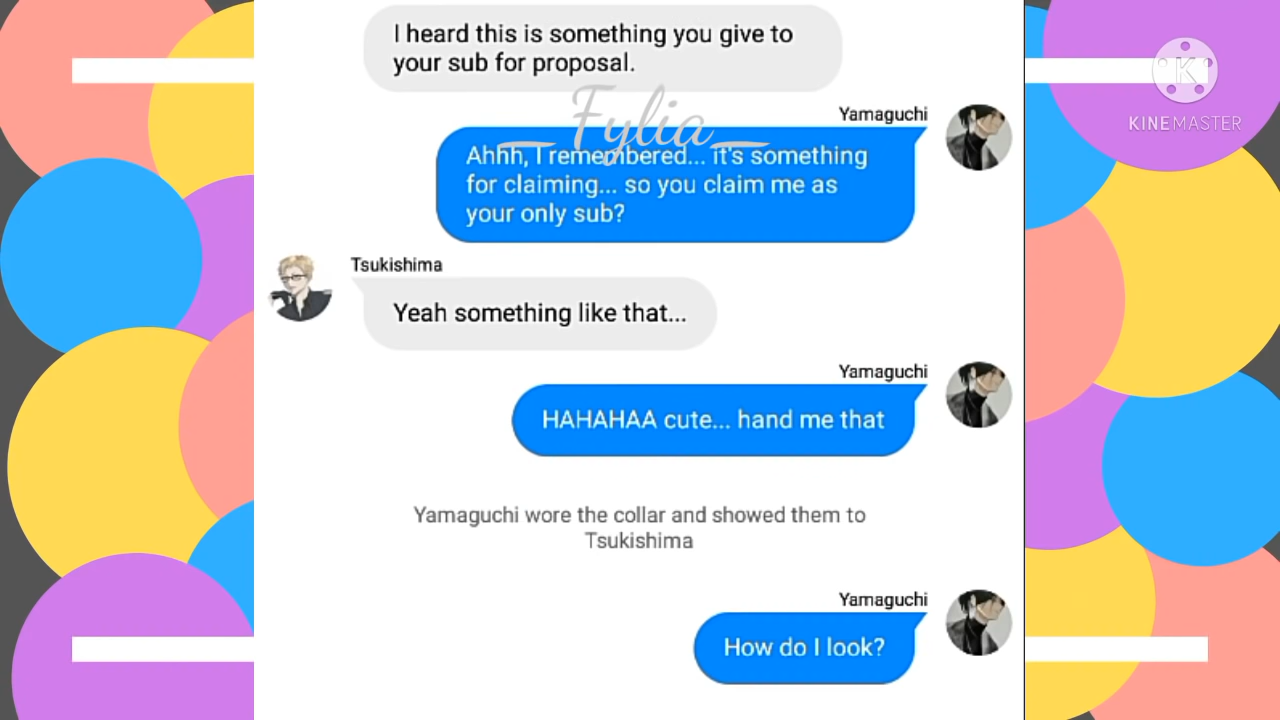 I heard this is something you give to
your sub for proposal.
_Fylia_
Yamaguchi
Ahhh, I remembered... it's something
for claiming... so you claim me as
your only sub?
Tsukishima
Yeah something like that...
Yamaguchi
HAHAHAA cute... hand me that
Yamaguchi wore the collar and showed them to
Tsukishima
Yamaguchi
How do I look?
K
KINEMASTER